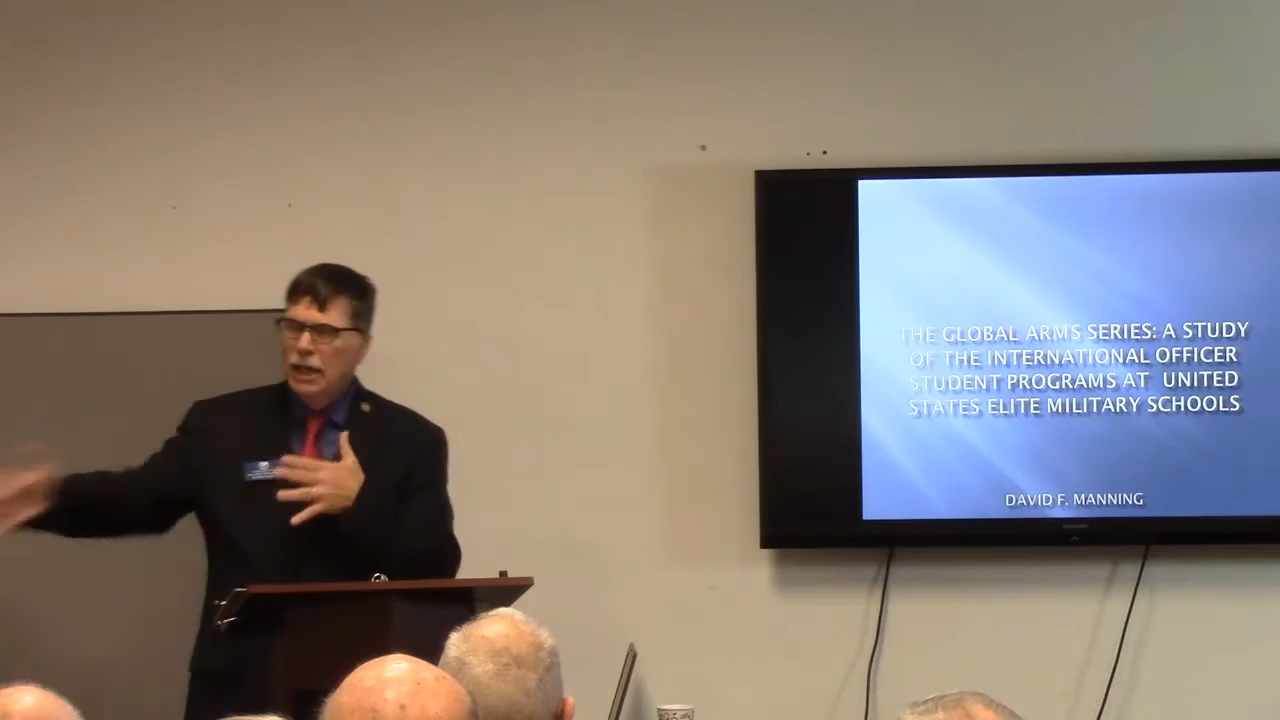 THE GLOBAL ARMS SERIES: A STUDY
OF THE INTERNATIONAL OFFICER
STUDENT PROGRAMS AT UNITED
STATES ELITE MILITARY SCHOOLS
DAVID F. MANNING